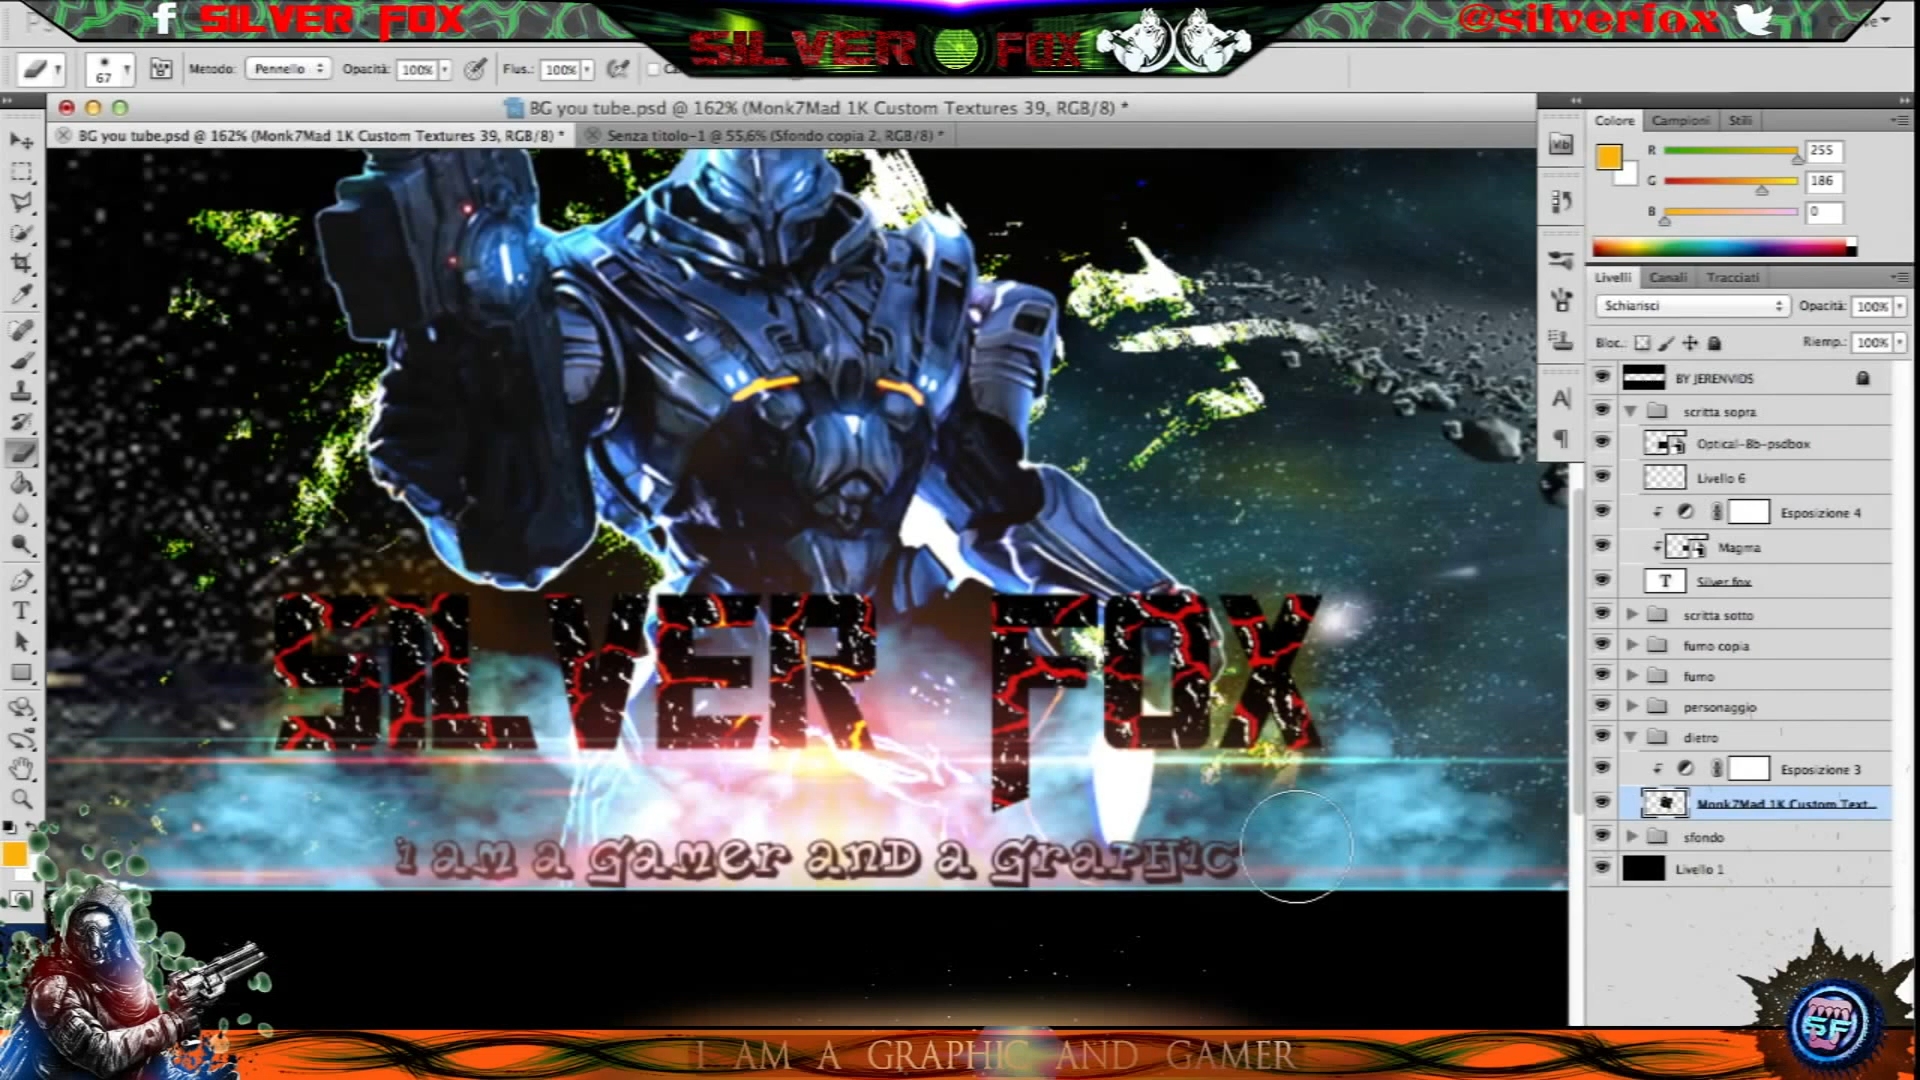 f SILVER FOX
SILVER FOX
@silverfox
67
Metodo: Pennello
Opacità: 100%
Flus.: 100%
BG you tube.psd @ 162% (Monk7Mad 1K Custom Textures 39, RGB/8) *
BG you tube.psd @ 162% (Monk7Mad 1K Custom Textures 39, RGB/8) *
Senza titolo-1 @ 55,6% (Sfondo copia 2, RGB/8) *
Mb
Colore Campioni Stili
R 255
G 186
B 0
Livelli Canali Tracciati
Schiarisci Opacità: 100%
Bloc.: Riemp.: 100%
BY JERENVIDS
scritta sopra
Optical-8b-psdbox
Livello 6
Esposizione 4
Magma
T Silver fox
scritta sotto
fumo copia
fumo
personaggio
dietro
Esposizione 3
Monk7Mad 1K Custom Text...
sfondo
Livello 1
SILVER FOX
i am a gamer and a graphic
SF
I AM A GRAPHIC AND GAMER